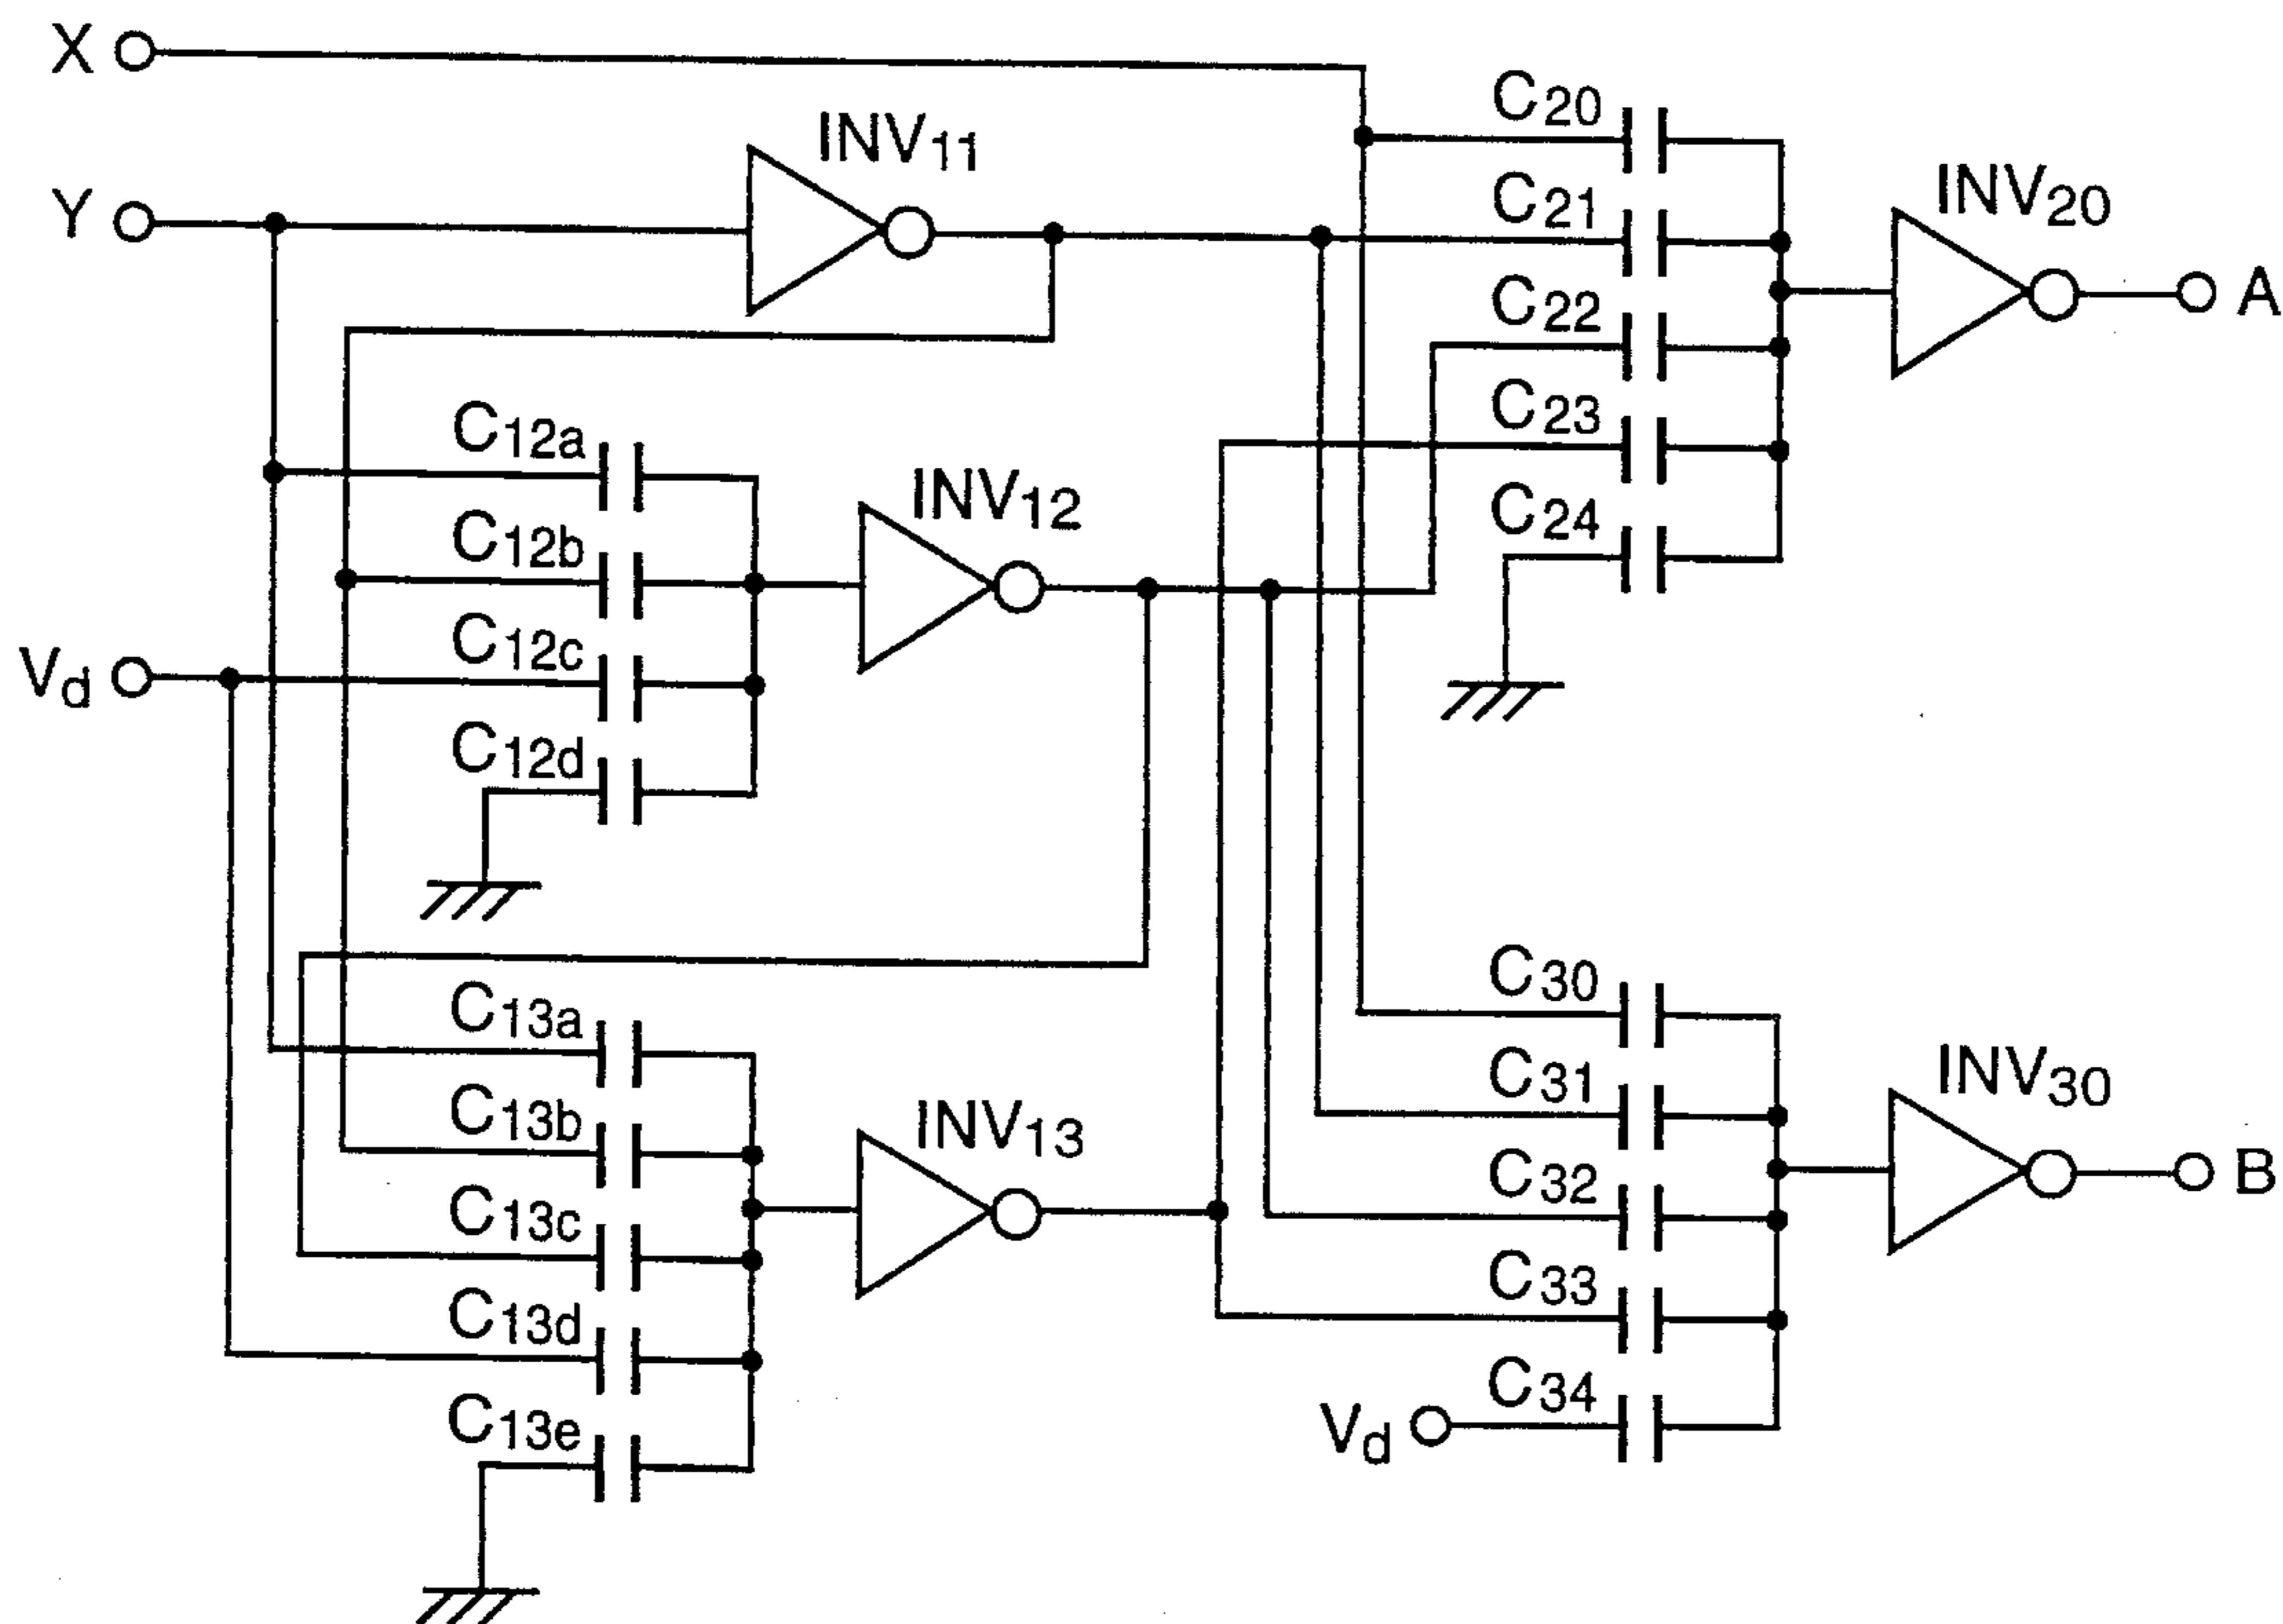 X
C20
INV11
C21
INV20
Y
C22
A
C23
C12a
INV12
C24
C12b
C12c
Vd
C12d
C30
C13a
C31
INV30
C13b
INV13
C32
B
C13c
C33
C13d
C34
C13e
Vd